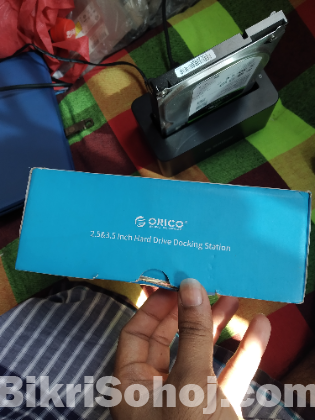 ORICO
2.5&3.5 Inch Hard Drive Docking Station
BikriSohoj.com